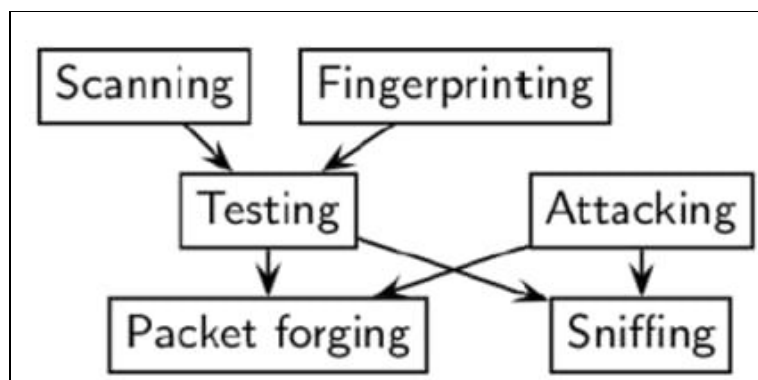 Scanning
Fingerprinting
Testing
Attacking
Packet forging
Sniffing